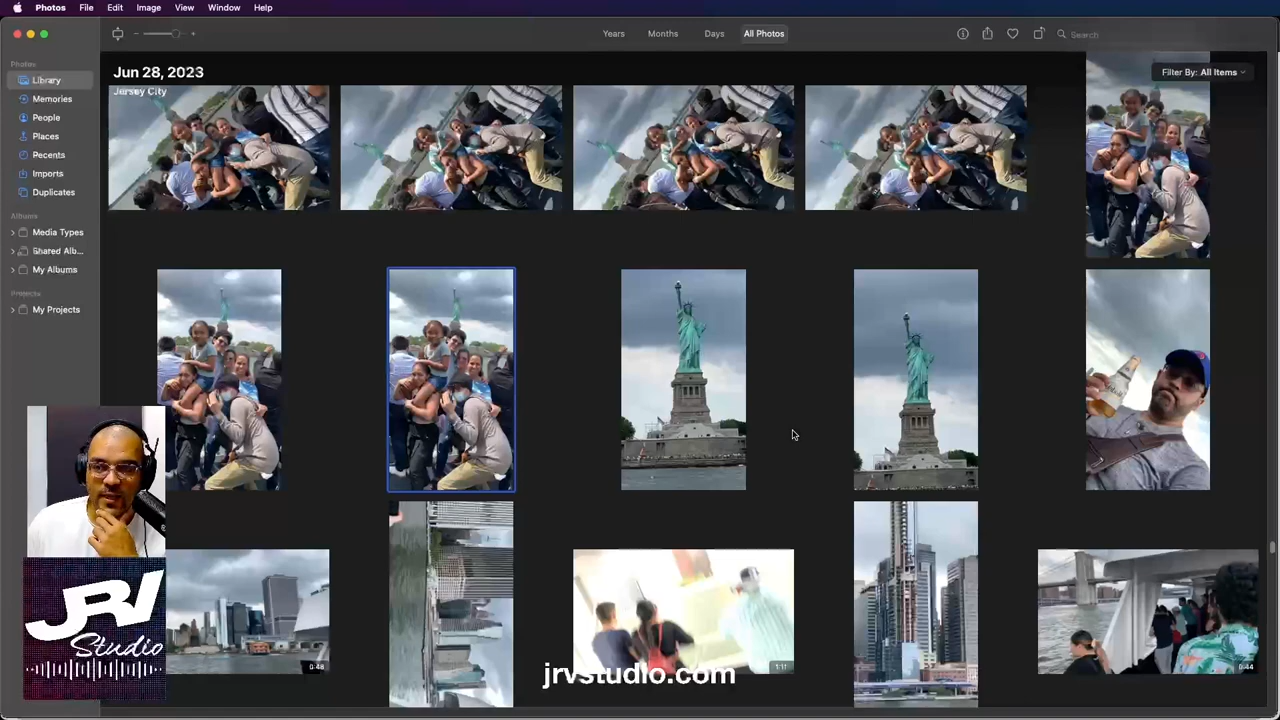 Photos File Edit Image View Window Help
Years Months Days All Photos
Search
Photos
Library
Memories
People
Places
Recents
Imports
Duplicates
Albums
Media Types
Shared Alb...
My Albums
Projects
My Projects
Jun 28, 2023
Jersey City
Filter By: All Items
0:48
1:11
0:44
JRV
Studio
jrvstudio.com